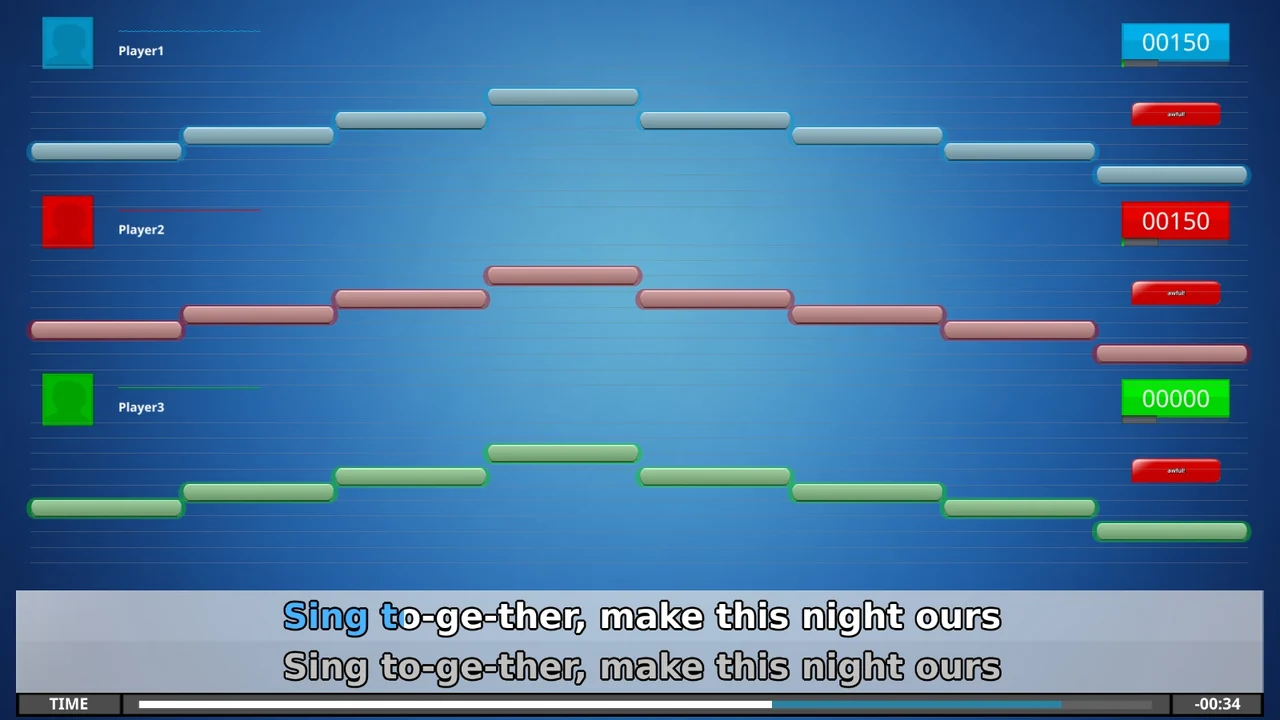 Player1
00150
awful!
Player2
00150
awful!
Player3
00000
awful!
Sing to-ge-ther, make this night ours
Sing to-ge-ther, make this night ours
TIME
-00:34